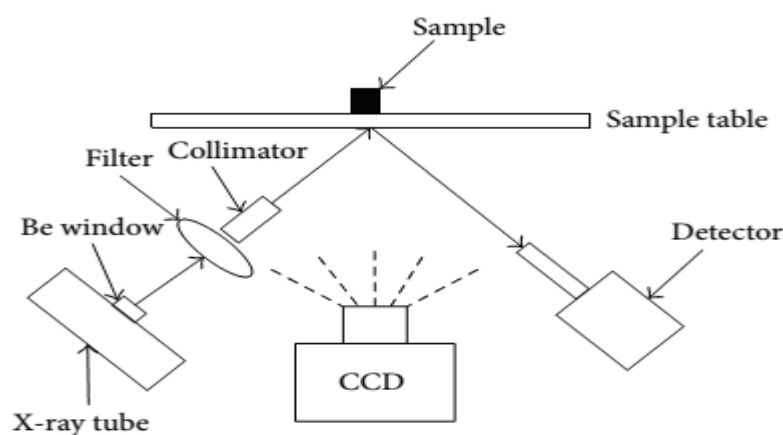 Sample
Sample table
Collimator
Filter
Be window
Detector
CCD
X-ray tube